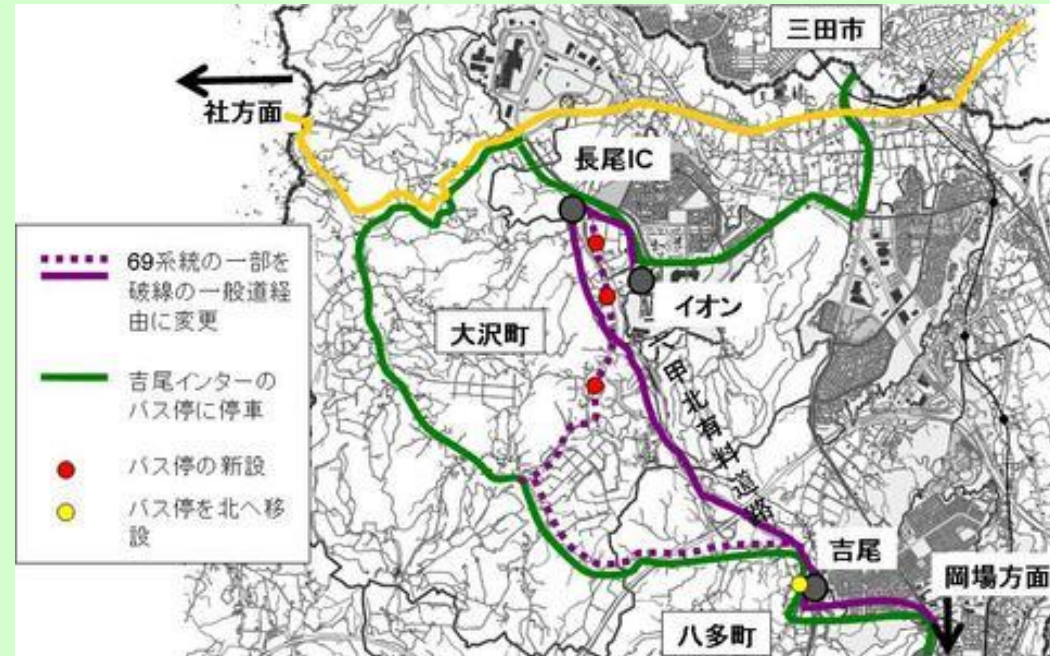 三田市
社方面
長尾IC
69系統の一部を
破線の一般道経
由に変更
イオン
大沢町
六甲北有料道路
吉尾インターの
バス停に停車
バス停の新設
バス停を北へ移
設
吉尾
岡場方面
八多町